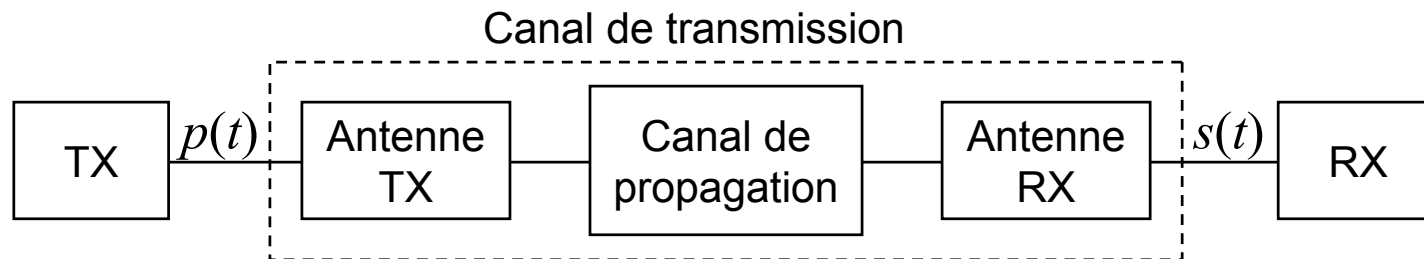 Canal de transmission
TX
p(t)
Antenne
TX
Canal de
propagation
Antenne
RX
s(t)
RX